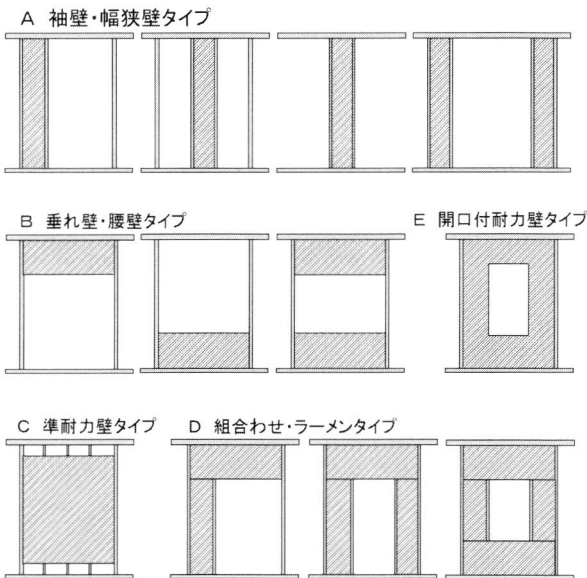 A 袖壁・幅狭壁タイプ
B 垂れ壁・腰壁タイプ
E 開口付耐力壁タイプ
C 準耐力壁タイプ
D 組合わせ・ラーメンタイプ